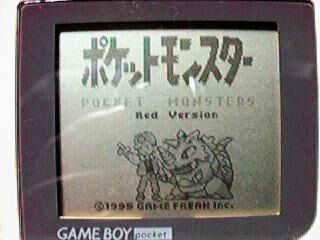 ポケットモンスター
POCKET MONSTERS
Red Version
©1995 GAME FREAK inc.
GAME BOY pocket